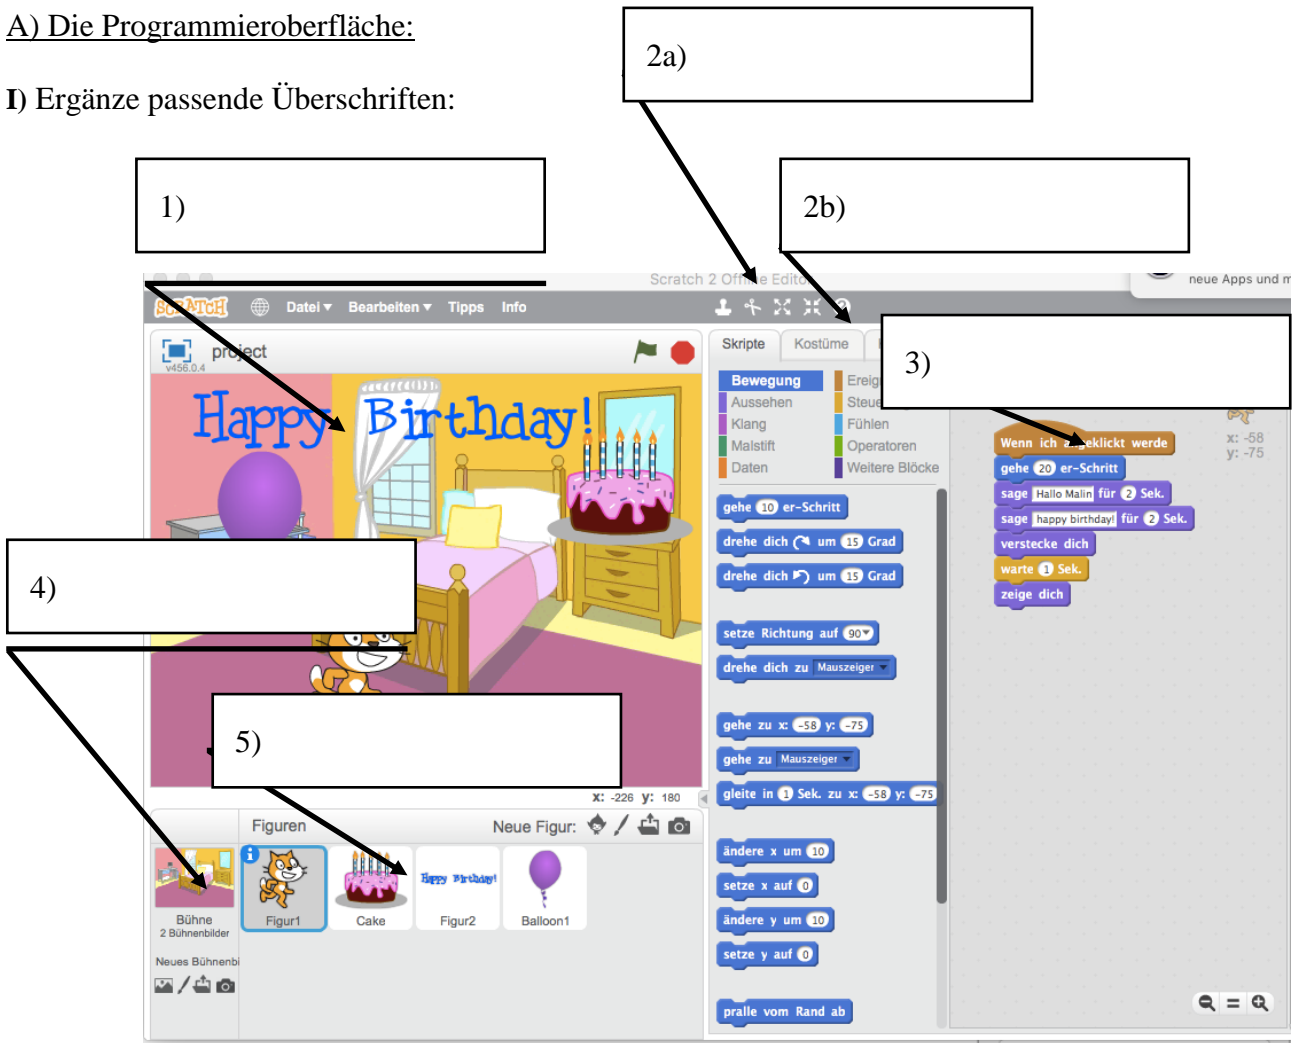 A) Die Programmieroberfläche:
2a)
I) Ergänze passende Überschriften:
1)
2b)
Scratch 2 Offline Editor
neue Apps und m
SCRATCH
Datei Bearbeiten Tipps Info
project
v456.0.4
Skripte Kostüme
3)
Bewegung
Aussehen
Klang Fühlen
Malstift Operatoren
Daten Weitere Blöcke
Happy Birthday!
x: -58
y: -75
Wenn ich angeklickt werde
gehe 20 er-Schritt
sage Hallo Malin für 2 Sek.
sage happy birthday! für 2 Sek.
verstecke dich
warte 1 Sek.
zeige dich
gehe 10 er-Schritt
drehe dich um 15 Grad
drehe dich um 15 Grad
setze Richtung auf 90
drehe dich zu Mauszeiger
gehe zu x: -58 y: -75
gehe zu Mauszeiger
gleite in 1 Sek. zu x: -58 y: -75
ändere x um 10
setze x auf 0
ändere y um 10
setze y auf 0
pralle vom Rand ab
4)
5)
X: -226 y: 180
Figuren Neue Figur:
Happy Birthday!
Bühne
2 Bühnenbilder
Figur1 Cake Figur2 Balloon1
Neues Bühnenbi